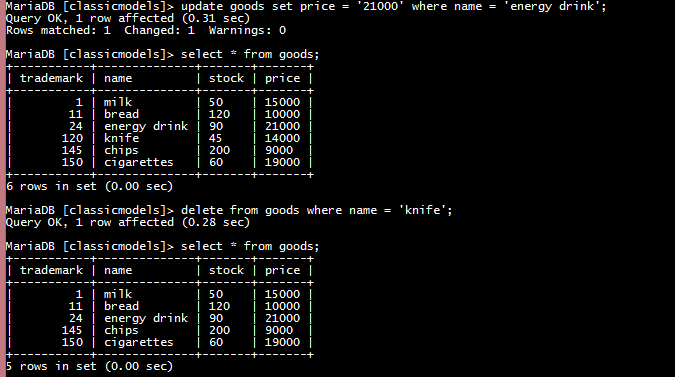 MariaDB [classicmodels]> update goods set price = '21000' where name = 'energy drink';
Query OK, 1 row affected (0.31 sec)
Rows matched: 1  Changed: 1  Warnings: 0
MariaDB [classicmodels]> select * from goods;
+-----------+--------------+-------+-------+
| trademark | name         | stock | price |
+-----------+--------------+-------+-------+
|         1 | milk         | 50    | 15000 |
|        11 | bread        | 120   | 10000 |
|        24 | energy drink | 90    | 21000 |
|       120 | knife        | 45    | 14000 |
|       145 | chips        | 200   | 9000  |
|       150 | cigarettes   | 60    | 19000 |
+-----------+--------------+-------+-------+
6 rows in set (0.00 sec)
MariaDB [classicmodels]> delete from goods where name = 'knife';
Query OK, 1 row affected (0.28 sec)
MariaDB [classicmodels]> select * from goods;
+-----------+--------------+-------+-------+
| trademark | name         | stock | price |
+-----------+--------------+-------+-------+
|         1 | milk         | 50    | 15000 |
|        11 | bread        | 120   | 10000 |
|        24 | energy drink | 90    | 21000 |
|       145 | chips        | 200   | 9000  |
|       150 | cigarettes   | 60    | 19000 |
+-----------+--------------+-------+-------+
5 rows in set (0.00 sec)